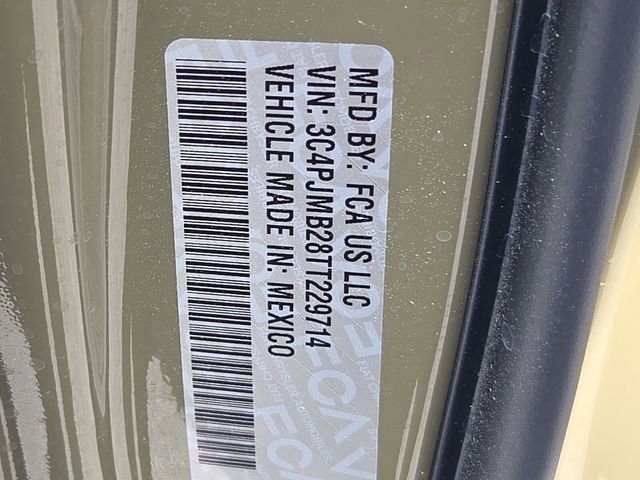 MFD BY: FCA US LLC
VIN: 3C4PJMB28TT229714
VEHICLE MADE IN: MEXICO